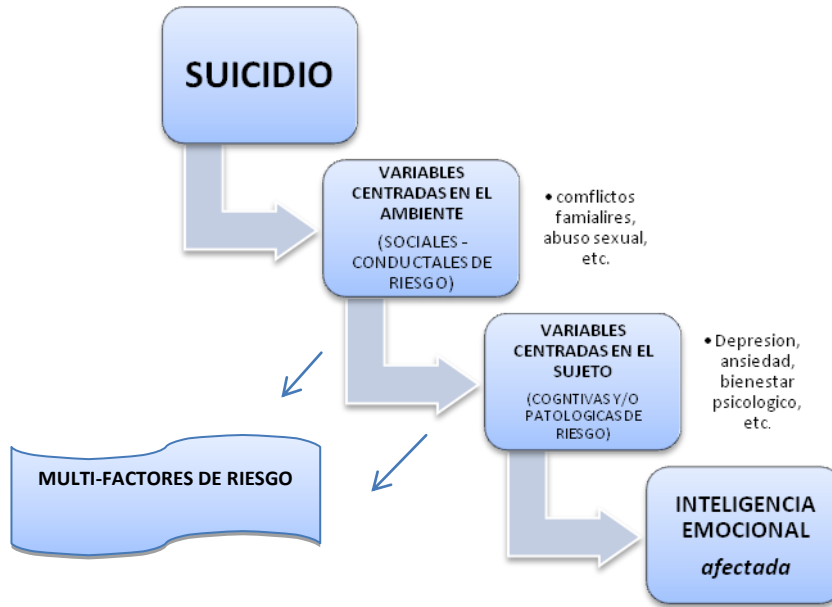 SUICIDIO
VARIABLES
CENTRADAS EN EL
AMBIENTE
(SOCIALES -
CONDUCTALES DE
RIESGO)
• comflictos
famialires,
abuso sexual,
etc.
VARIABLES
CENTRADAS EN EL
SUJETO
(COGNTIVAS Y/O
PATOLOGICAS DE
RIESGO)
• Depresion,
ansiedad,
bienestar
psicologico,
etc.
MULTI-FACTORES DE RIESGO
INTELIGENCIA
EMOCIONAL
afectada